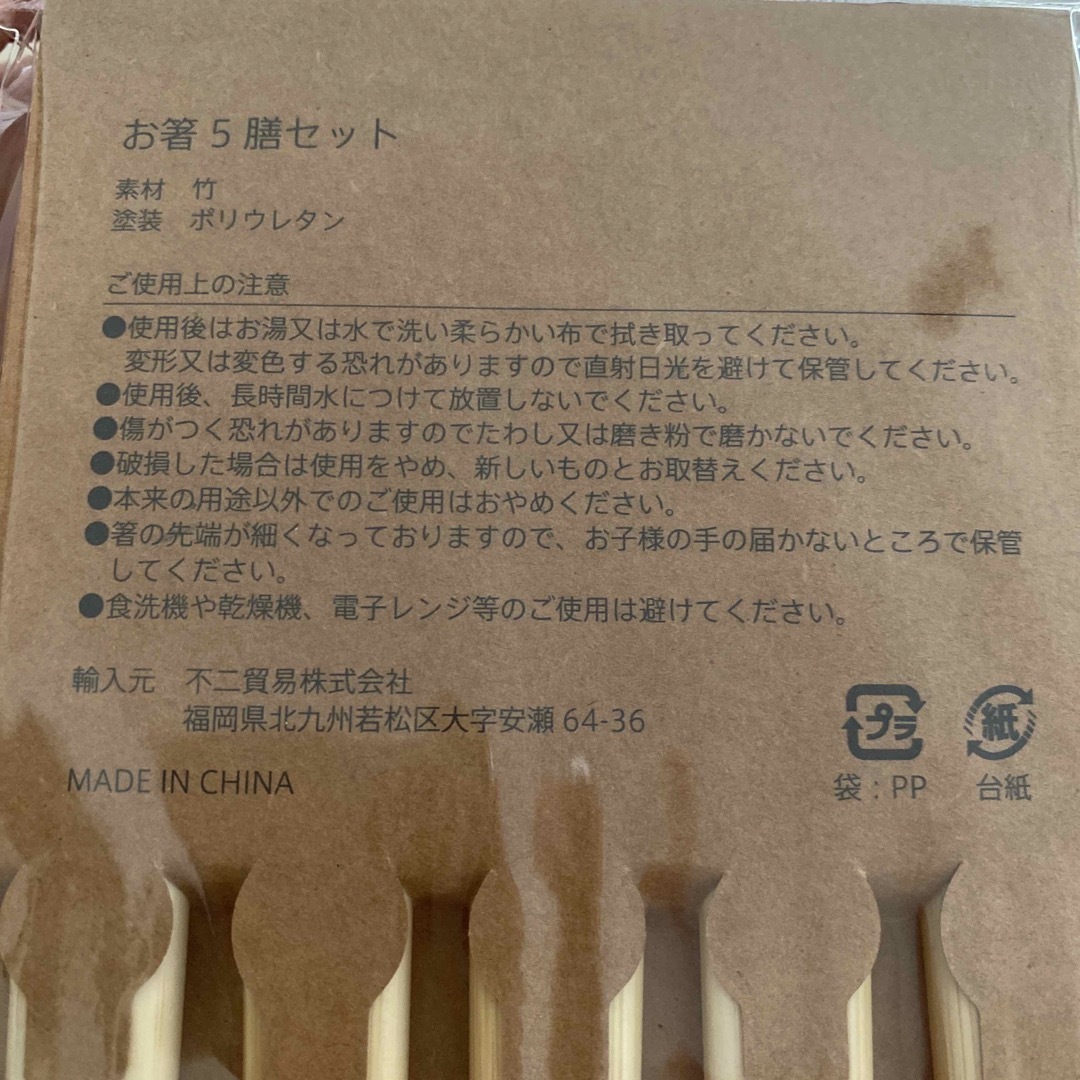 お箸5膳セット
素材　竹
塗装　ポリウレタン
ご使用上の注意
●使用後はお湯又は水で洗い柔らかい布で拭き取ってください。
変形又は変色する恐れがありますので直射日光を避けて保管してください。
●使用後、長時間水につけて放置しないでください。
●傷がつく恐れがありますのでたわし又は磨き粉で磨かないでください。
●破損した場合は使用をやめ、新しいものとお取替えください。
●本来の用途以外でのご使用はおやめください。
●箸の先端が細くなっておりますので、お子様の手の届かないところで保管
してください。
●食洗機や乾燥機、電子レンジ等のご使用は避けてください。
輸入元　不二貿易株式会社
福岡県北九州若松区大字安瀬64-36
MADE IN CHINA
プラ
袋：PP
紙
台紙